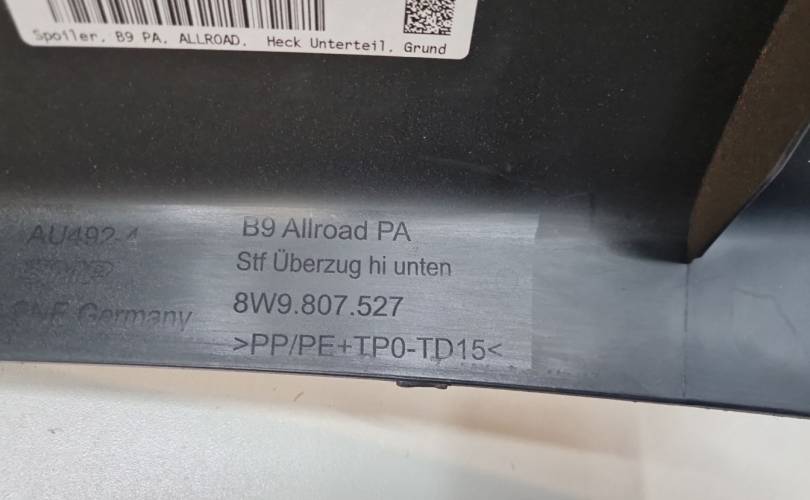 Spoiler, B9 PA, ALLROAD, Heck Unterteil, Grund
AU492-4
B9 Allroad PA
Stf Überzug hi unten
8W9.807.527
Germany
>PP/PE+TP0-TD15<